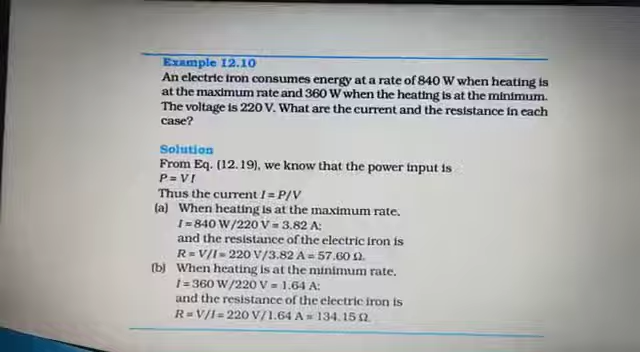 Example 12.10
An electric iron consumes energy at a rate of 840 W when heating is
at the maximum rate and 360 W when the heating is at the minimum.
The voltage is 220 V. What are the current and the resistance in each
case?
Solution
From Eq. (12.19), we know that the power input is
P = V I
Thus the current I = P/V
(a) When heating is at the maximum rate,
I = 840 W/220 V = 3.82 A;
and the resistance of the electric iron is
R = V/I = 220 V/3.82 A = 57.60 Ω.
(b) When heating is at the minimum rate,
I = 360 W/220 V = 1.64 A;
and the resistance of the electric iron is
R = V/I = 220 V/1.64 A = 134.15 Ω.